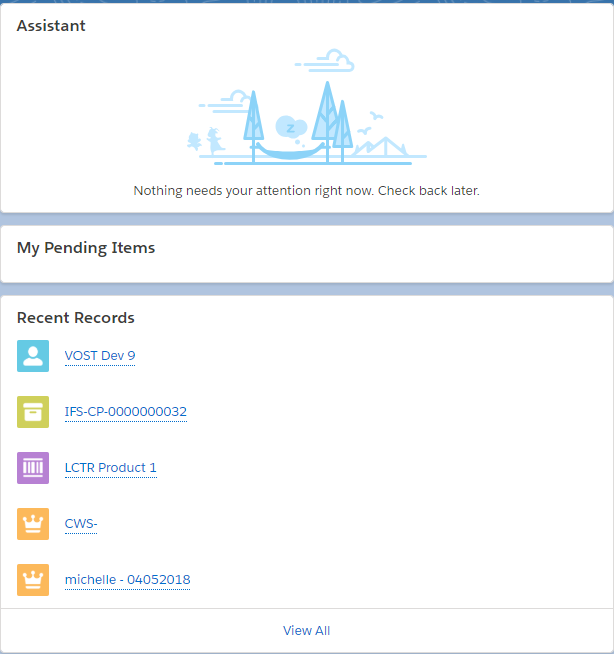 Assistant
z
Nothing needs your attention right now. Check back later.
My Pending Items
Recent Records
VOST Dev 9
IFS-CP-0000000032
LCTR Product 1
CWS-
michelle - 04052018
View All